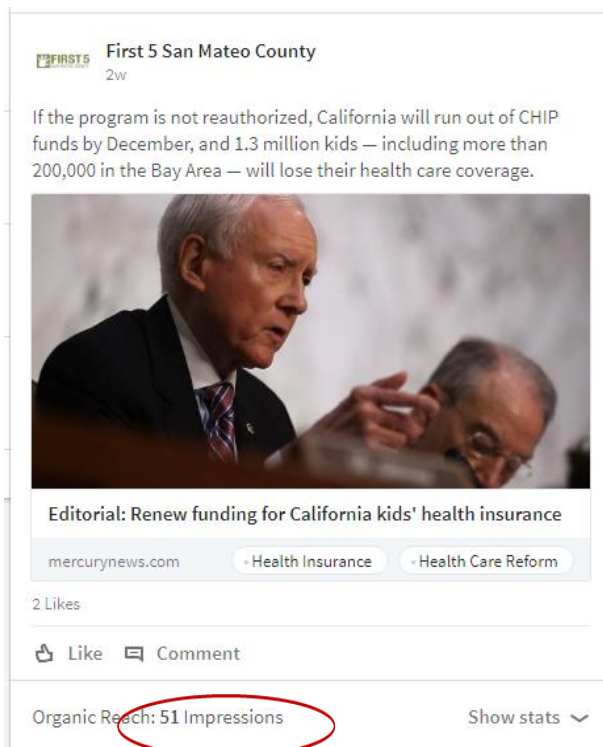 FIRST 5
First 5 San Mateo County
2w
If the program is not reauthorized, California will run out of CHIP
funds by December, and 1.3 million kids — including more than
200,000 in the Bay Area — will lose their health care coverage.
Editorial: Renew funding for California kids' health insurance
mercurynews.com
Health Insurance
Health Care Reform
2 Likes
Like
Comment
Organic Reach: 51 Impressions
Show stats